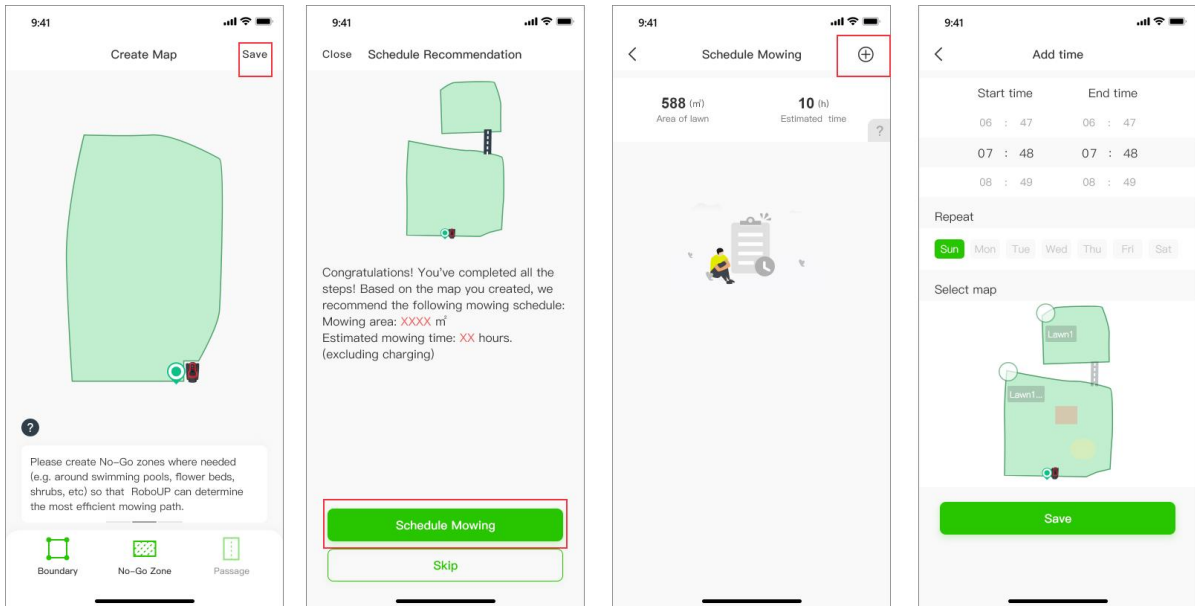 9:41
Create Map
Save
?
Please create No-Go zones where needed
(e.g. around swimming pools, flower beds,
shrubs, etc) so that RoboUP can determine
the most efficient mowing path.
Boundary
No-Go Zone
Passage
9:41
Close
Schedule Recommendation
Congratulations! You've completed all the
steps! Based on the map you created, we
recommend the following mowing schedule:
Mowing area: XXXX m²
Estimated mowing time: XX hours.
(excluding charging)
Schedule Mowing
Skip
9:41
Schedule Mowing
588 (㎡)
Area of lawn
10 (h)
Estimated time
?
9:41
Add time
Start time End time
06 : 47 06 : 47
07 : 48 07 : 48
08 : 49 08 : 49
Repeat
Sun Mon Tue Wed Thu Fri Sat
Select map
Lawn1
Lawn1...
Save